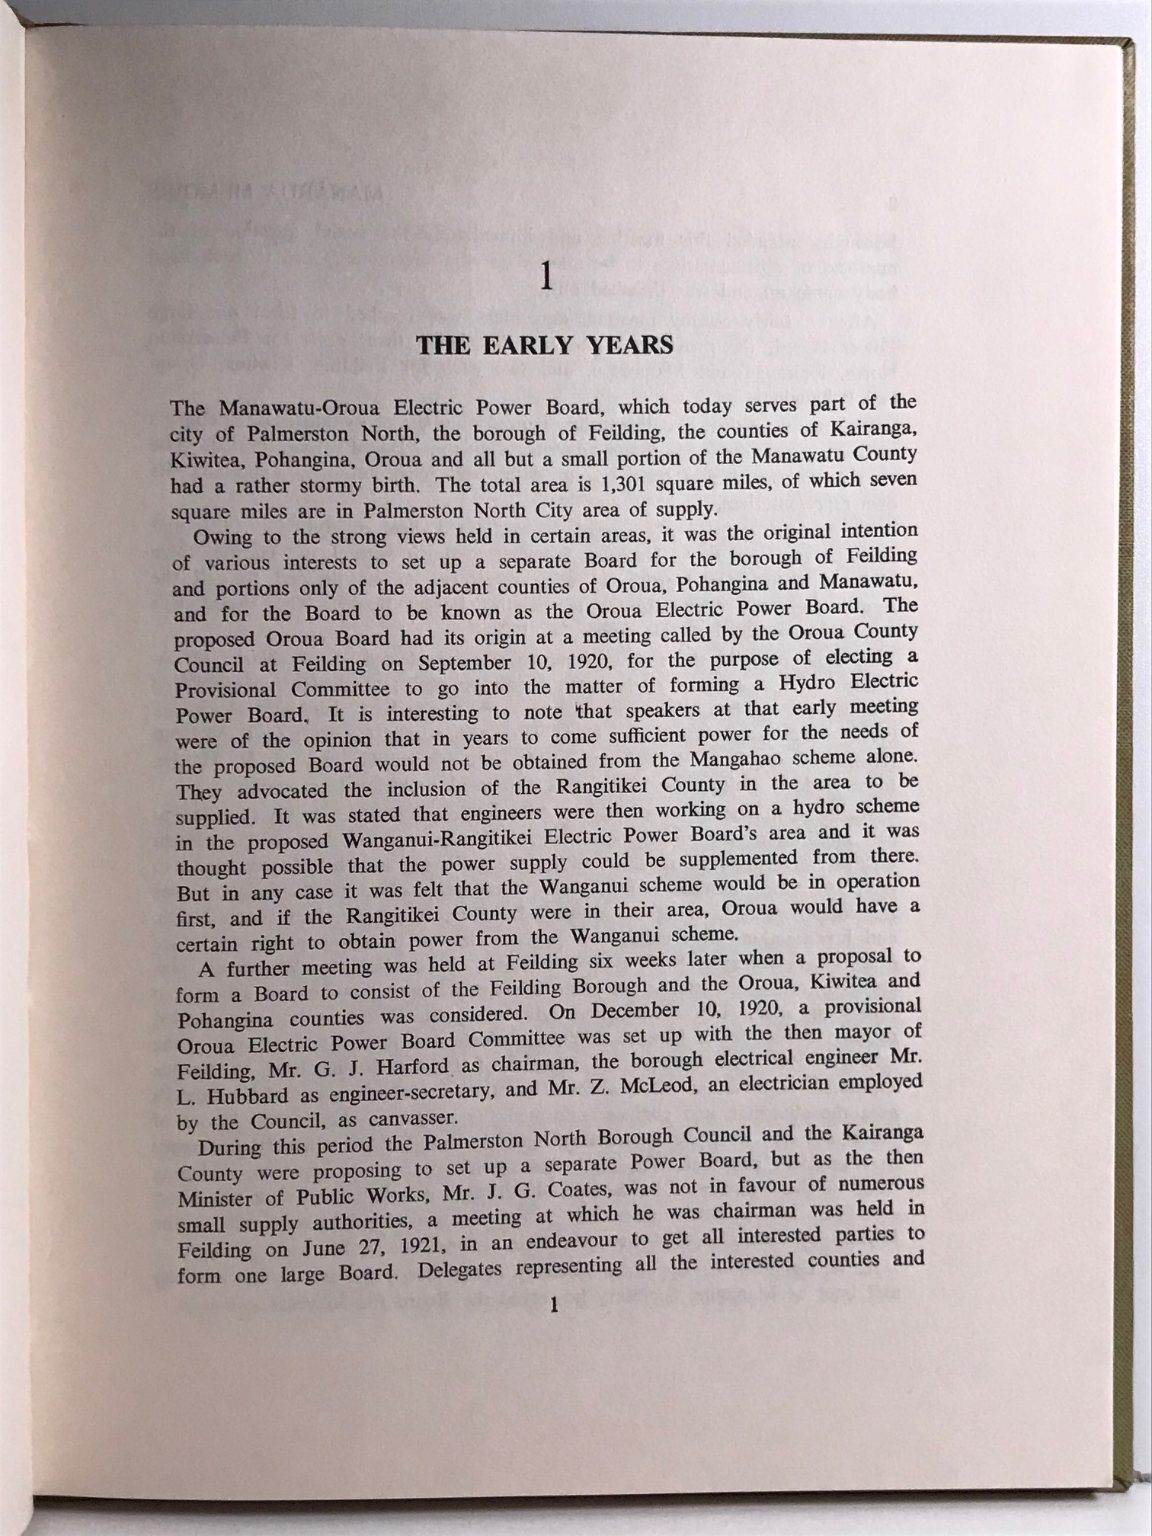 1
THE EARLY YEARS
The Manawatu-Oroua Electric Power Board, which today serves part of the
city of Palmerston North, the borough of Feilding, the counties of Kairanga,
Kiwitea, Pohangina, Oroua and all but a small portion of the Manawatu County
had a rather stormy birth. The total area is 1,301 square miles, of which seven
square miles are in Palmerston North City area of supply.
Owing to the strong views held in certain areas, it was the original intention
of various interests to set up a separate Board for the borough of Feilding
and portions only of the adjacent counties of Oroua, Pohangina and Manawatu,
and for the Board to be known as the Oroua Electric Power Board. The
proposed Oroua Board had its origin at a meeting called by the Oroua County
Council at Feilding on September 10, 1920, for the purpose of electing a
Provisional Committee to go into the matter of forming a Hydro Electric
Power Board. It is interesting to note that speakers at that early meeting
were of the opinion that in years to come sufficient power for the needs of
the proposed Board would not be obtained from the Mangahao scheme alone.
They advocated the inclusion of the Rangitikei County in the area to be
supplied. It was stated that engineers were then working on a hydro scheme
in the proposed Wanganui-Rangitikei Electric Power Board's area and it was
thought possible that the power supply could be supplemented from there.
But in any case it was felt that the Wanganui scheme would be in operation
first, and if the Rangitikei County were in their area, Oroua would have a
certain right to obtain power from the Wanganui scheme.
A further meeting was held at Feilding six weeks later when a proposal to
form a Board to consist of the Feilding Borough and the Oroua, Kiwitea and
Pohangina counties was considered. On December 10, 1920, a provisional
Oroua Electric Power Board Committee was set up with the then mayor of
Feilding, Mr. G. J. Harford as chairman, the borough electrical engineer Mr.
L. Hubbard as engineer-secretary, and Mr. Z. McLeod, an electrician employed
by the Council, as canvasser.
During this period the Palmerston North Borough Council and the Kairanga
County were proposing to set up a separate Power Board, but as the then
Minister of Public Works, Mr. J. G. Coates, was not in favour of numerous
small supply authorities, a meeting at which he was chairman was held in
Feilding on June 27, 1921, in an endeavour to get all interested parties to
form one large Board. Delegates representing all the interested counties and
1